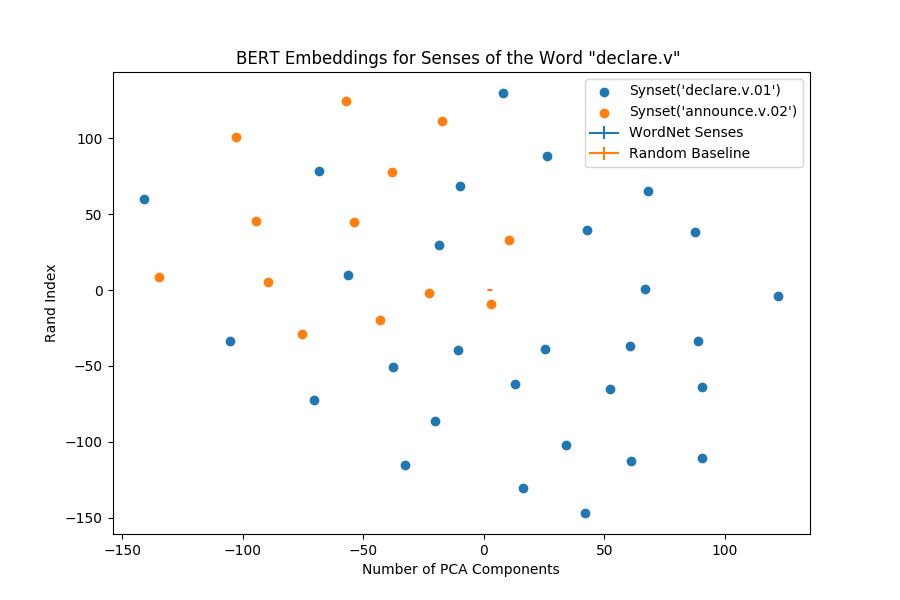 BERT Embeddings for Senses of the Word "declare.v"
Synset('declare.v.01')
Synset('announce.v.02')
WordNet Senses
Random Baseline
100
50
0
−50
−100
−150
Rand Index
−150
−100
−50
0
50
100
Number of PCA Components